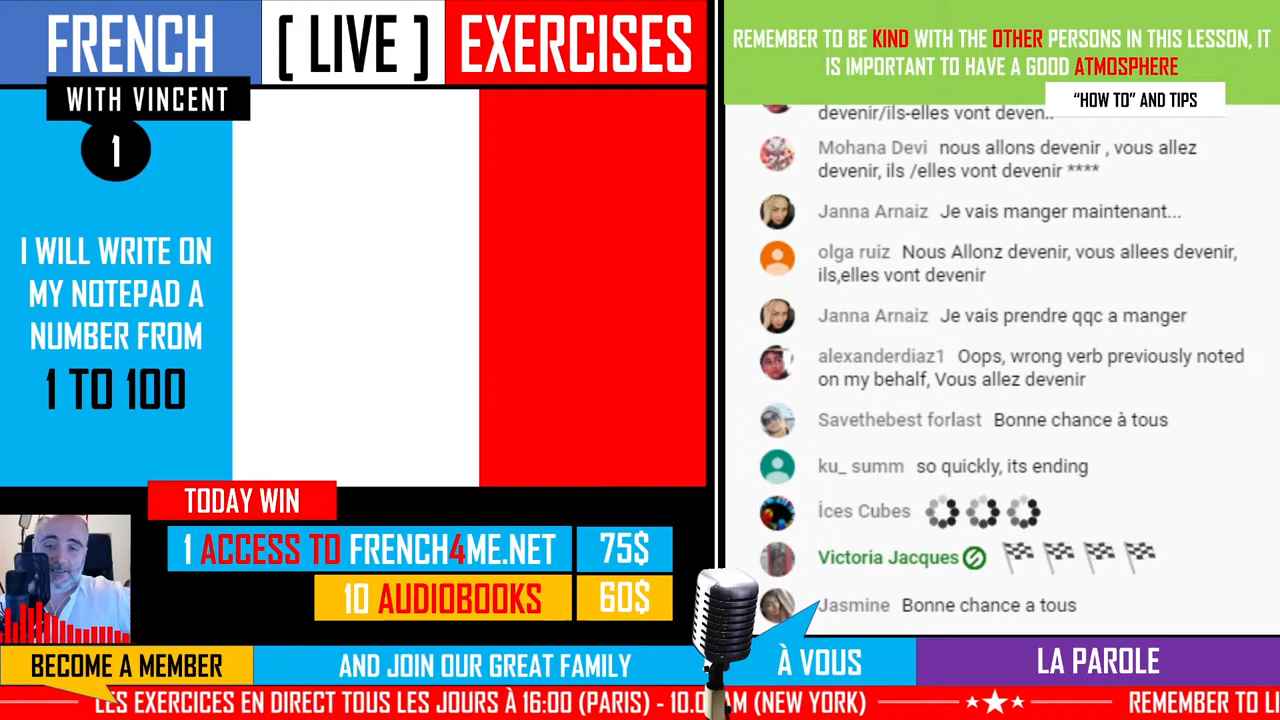 FRENCH
[ LIVE ]
EXERCISES
WITH VINCENT
1
I WILL WRITE ON
MY NOTEPAD A
NUMBER FROM
1 TO 100
TODAY WIN
1 ACCESS TO FRENCH4ME.NET
75$
10 AUDIOBOOKS
60$
BECOME A MEMBER
AND JOIN OUR GREAT FAMILY
REMEMBER TO BE KIND WITH THE OTHER PERSONS IN THIS LESSON, IT
IS IMPORTANT TO HAVE A GOOD ATMOSPHERE
“HOW TO” AND TIPS
devenir/ils-elles vont deven..
Mohana Devi nous allons devenir , vous allez
devenir, ils /elles vont devenir ****
Janna Arnaiz Je vais manger maintenant...
olga ruiz Nous Allonz devenir, vous allees devenir,
ils,elles vont devenir
Janna Arnaiz Je vais prendre qqc a manger
alexanderdiaz1 Oops, wrong verb previously noted
on my behalf, Vous allez devenir
Savethebest forlast Bonne chance à tous
ku_ summ so quickly, its ending
İces Cubes
Victoria Jacques
Jasmine Bonne chance a tous
À VOUS
LA PAROLE
LES EXERCICES EN DIRECT TOUS LES JOURS À 16:00 (PARIS) - 10.0 AM (NEW YORK)
REMEMBER TO